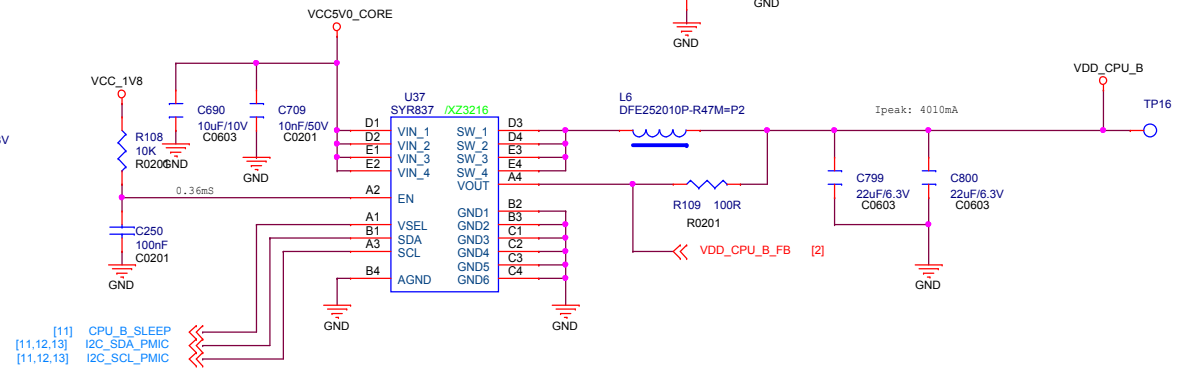 GND
GND
VCC5V0_CORE
VCC_1V8
VDD_CPU_B
TP16
C690
10uF/10V
C0603
GND
C709
10nF/50V
C0201
GND
R108
10K
R0201
0.36mS
C250
100nF
C0201
GND
U37
SYR837 /XZ3216
D1 VIN_1
D2 VIN_2
E1 VIN_3
E2 VIN_4
A2 EN
A1 VSEL
B1 SDA
A3 SCL
B4 AGND
SW_1 D3
SW_2 D4
SW_3 E3
SW_4 E4
VOUT A4
GND1 B2
GND2 B3
GND3 C1
GND4 C2
GND5 C3
GND6 C4
GND
GND
L6
DFE252010P-R47M=P2
Ipeak: 4010mA
R109 100R
R0201
VDD_CPU_B_FB [2]
C799
22uF/6.3V
C0603
C800
22uF/6.3V
C0603
GND
[11] CPU_B_SLEEP
[11,12,13] I2C_SDA_PMIC
[11,12,13] I2C_SCL_PMIC